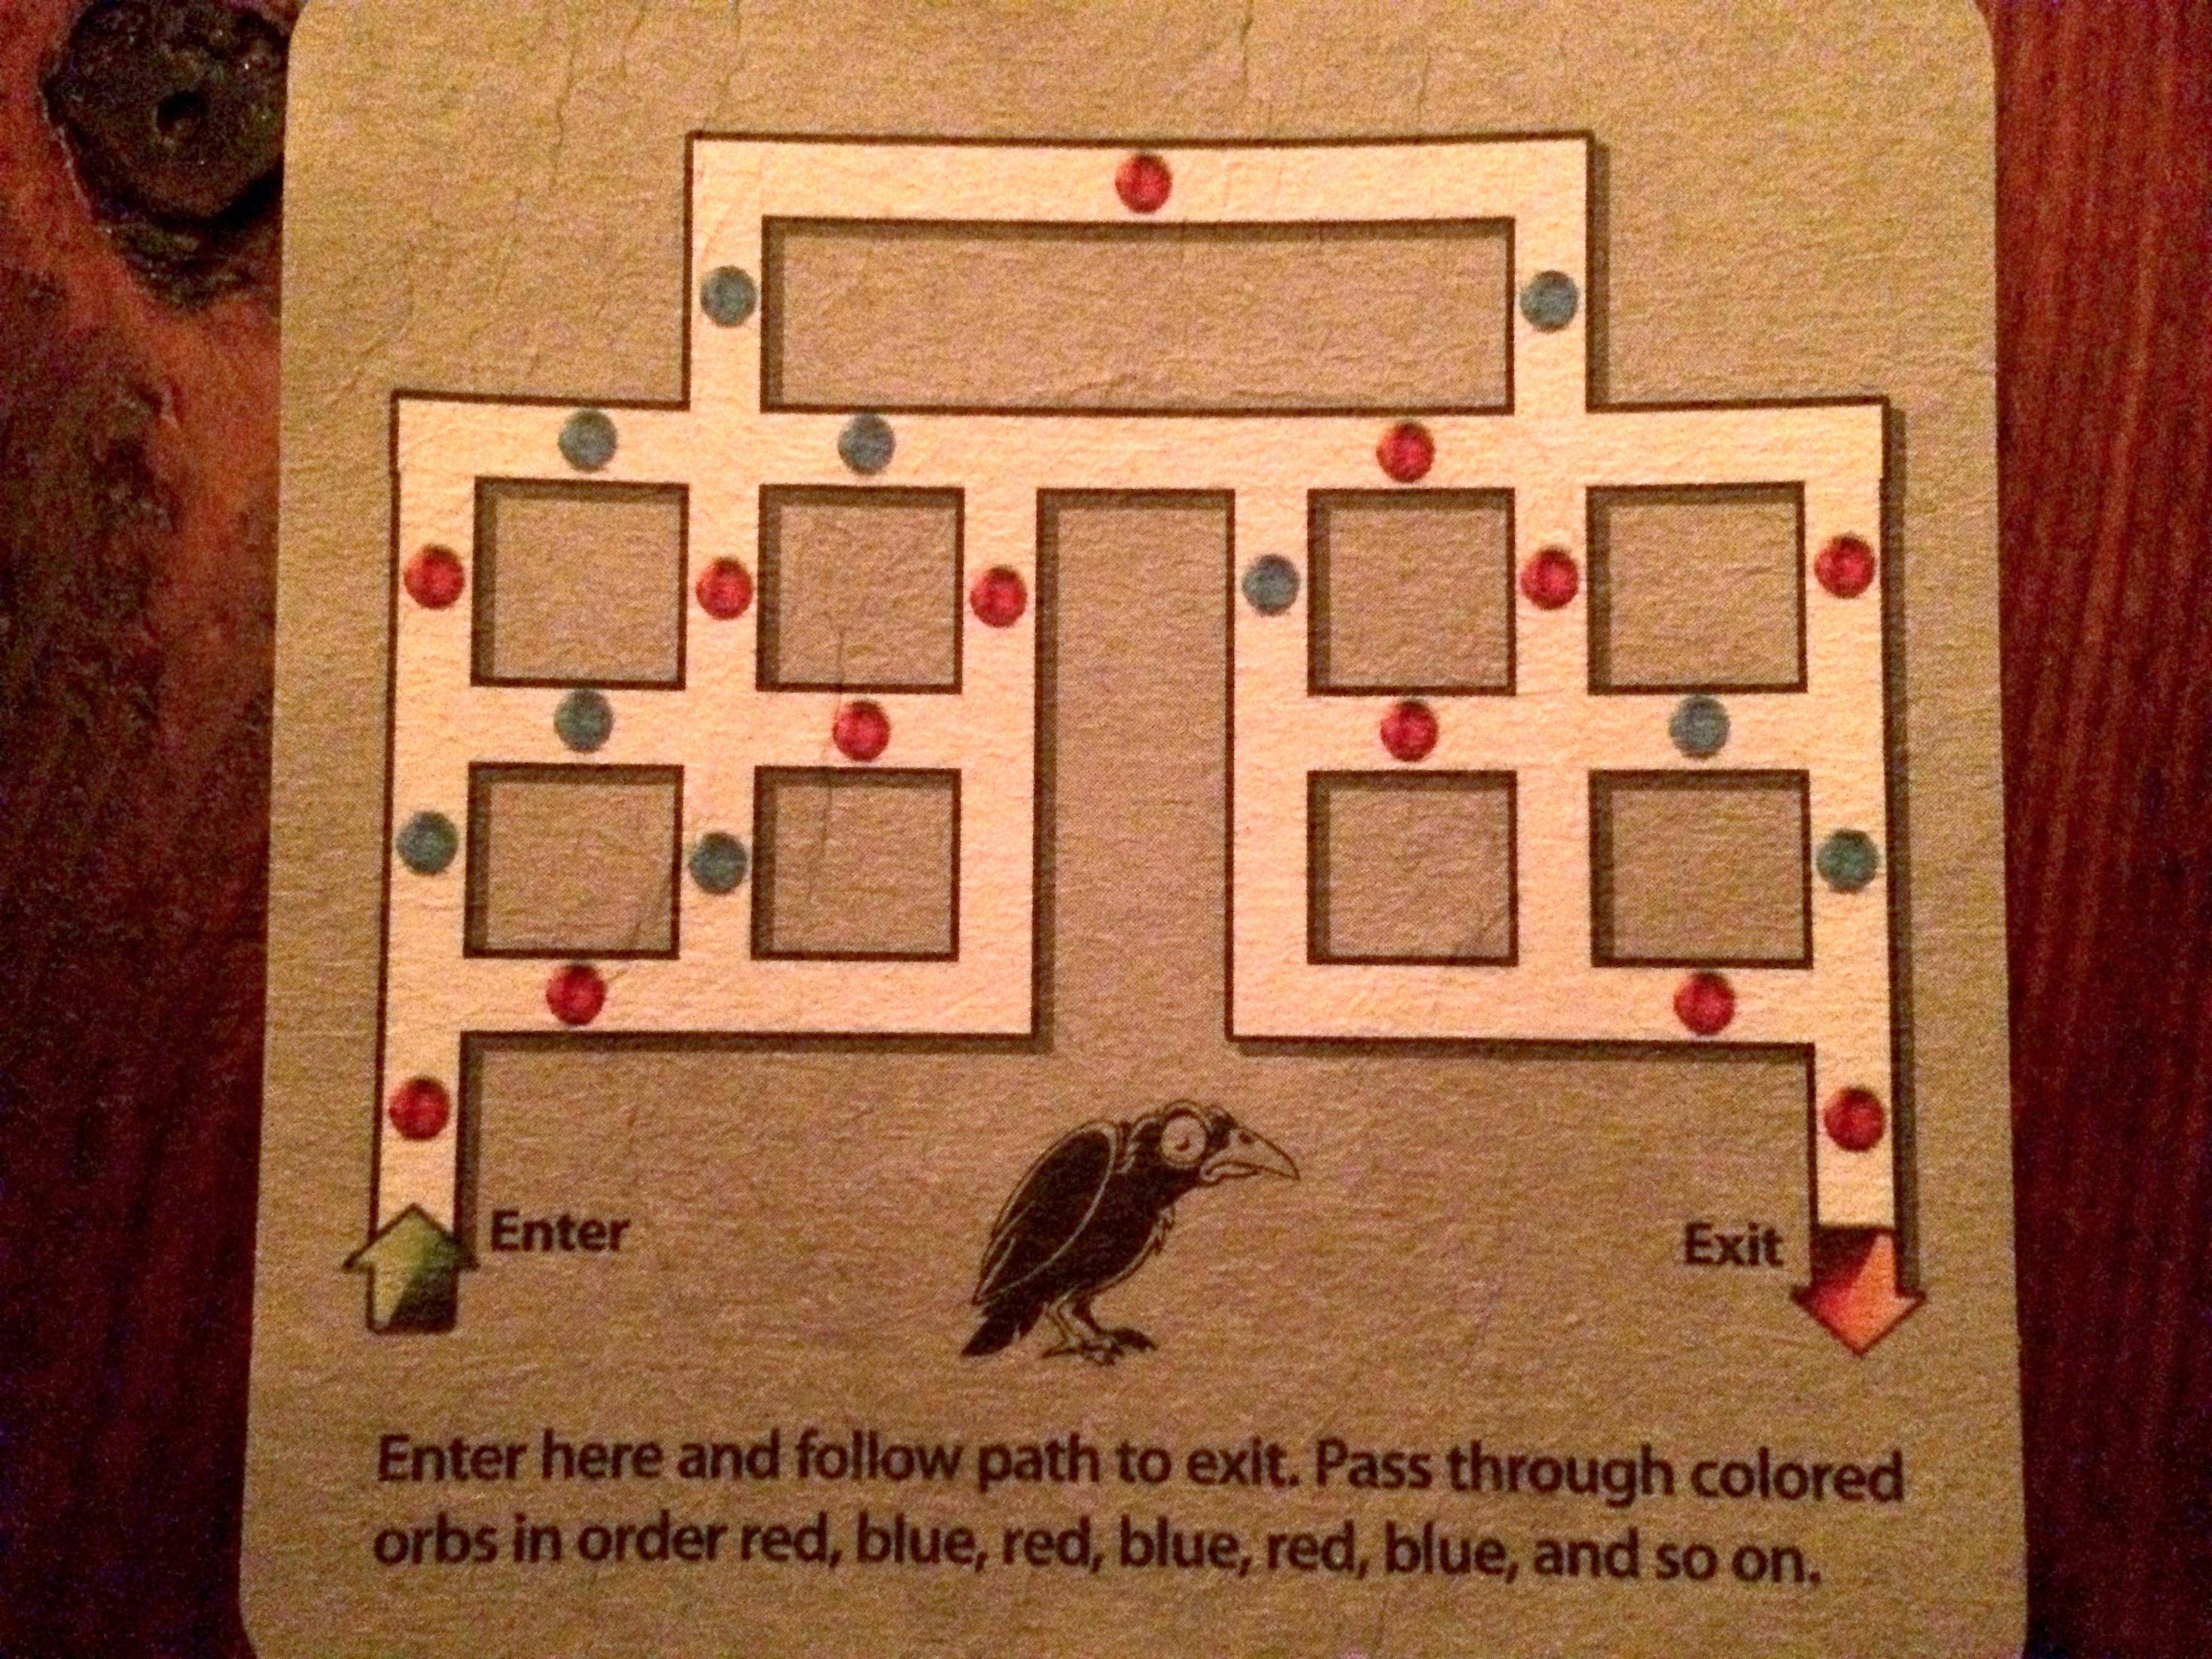 Enter
Exit
Enter here and follow path to exit. Pass through colored
orbs in order red, blue, red, blue, red, blue, and so on.